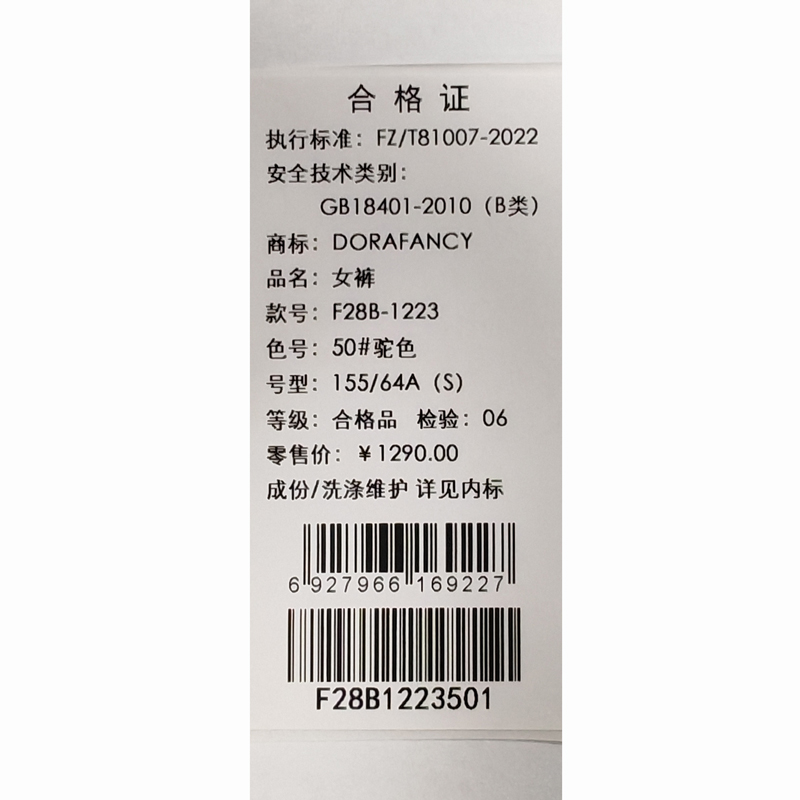 合格证
执行标准：FZ/T81007-2022
安全技术类别：
GB18401-2010（B类）
商标：DORAFANCY
品名：女裤
款号：F28B-1223
色号：50#驼色
号型：155/64A（S）
等级：合格品 检验：06
零售价：￥1290.00
成份/洗涤维护 详见内标
6 927966 169227
F28B1223501